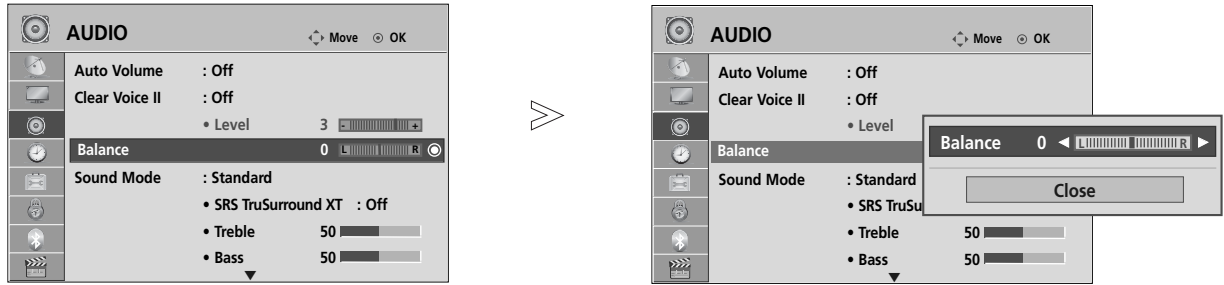 AUDIO Move OK
Auto Volume : Off
Clear Voice II : Off
• Level 3 - +
Balance 0 L R
Sound Mode : Standard
• SRS TruSurround XT : Off
• Treble 50
• Bass 50
AUDIO Move OK
Auto Volume : Off
Clear Voice II : Off
• Level
Balance
Sound Mode : Standard
• SRS TruSu
• Treble 50
• Bass 50
Balance 0 L R
Close